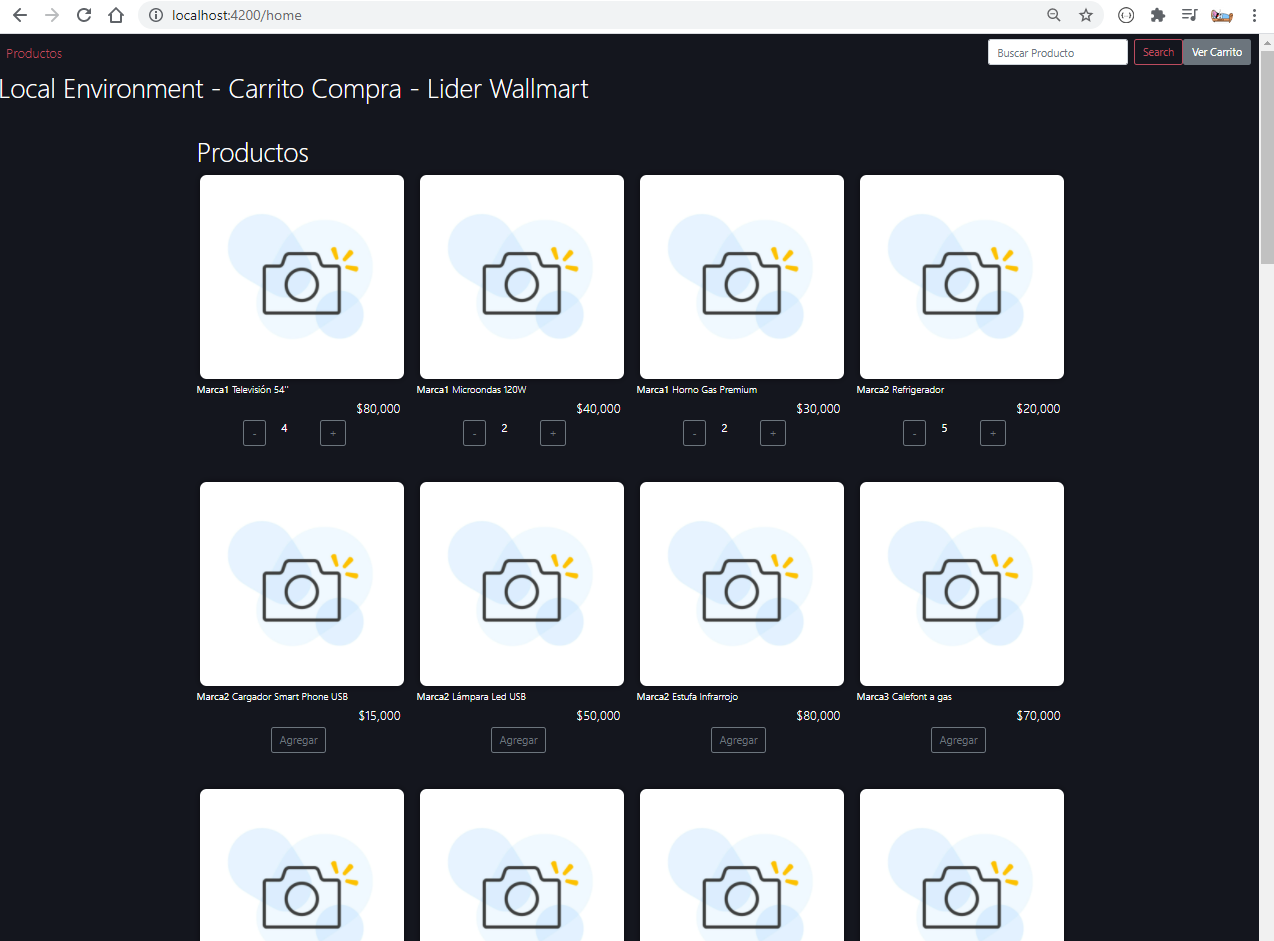 localhost:4200/home
Productos
Buscar Producto
Search
Ver Carrito
Local Environment - Carrito Compra - Lider Wallmart
Productos
Marca1 Televisión 54" Marca1 Microondas 120W Marca1 Horno Gas Premium Marca2 Refrigerador
$80,000 $40,000 $30,000 $20,000
- 4 + - 2 + - 2 + - 5 +
Marca2 Cargador Smart Phone USB Marca2 Lámpara Led USB Marca2 Estufa Infrarrojo Marca3 Calefont a gas
$15,000 $50,000 $80,000 $70,000
Agregar Agregar Agregar Agregar